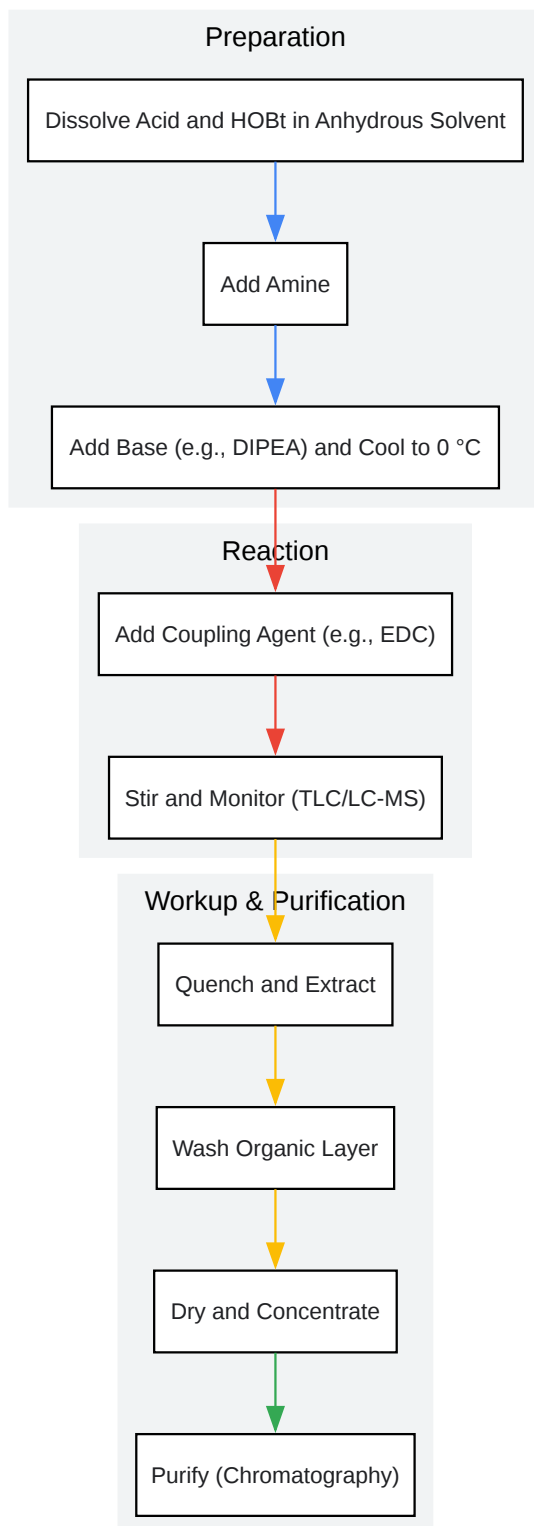 Preparation
Dissolve Acid and HOBt in Anhydrous Solvent
Add Amine
Add Base (e.g., DIPEA) and Cool to 0 °C
Reaction
Add Coupling Agent (e.g., EDC)
Stir and Monitor (TLC/LC-MS)
Workup & Purification
Quench and Extract
Wash Organic Layer
Dry and Concentrate
Purify (Chromatography)